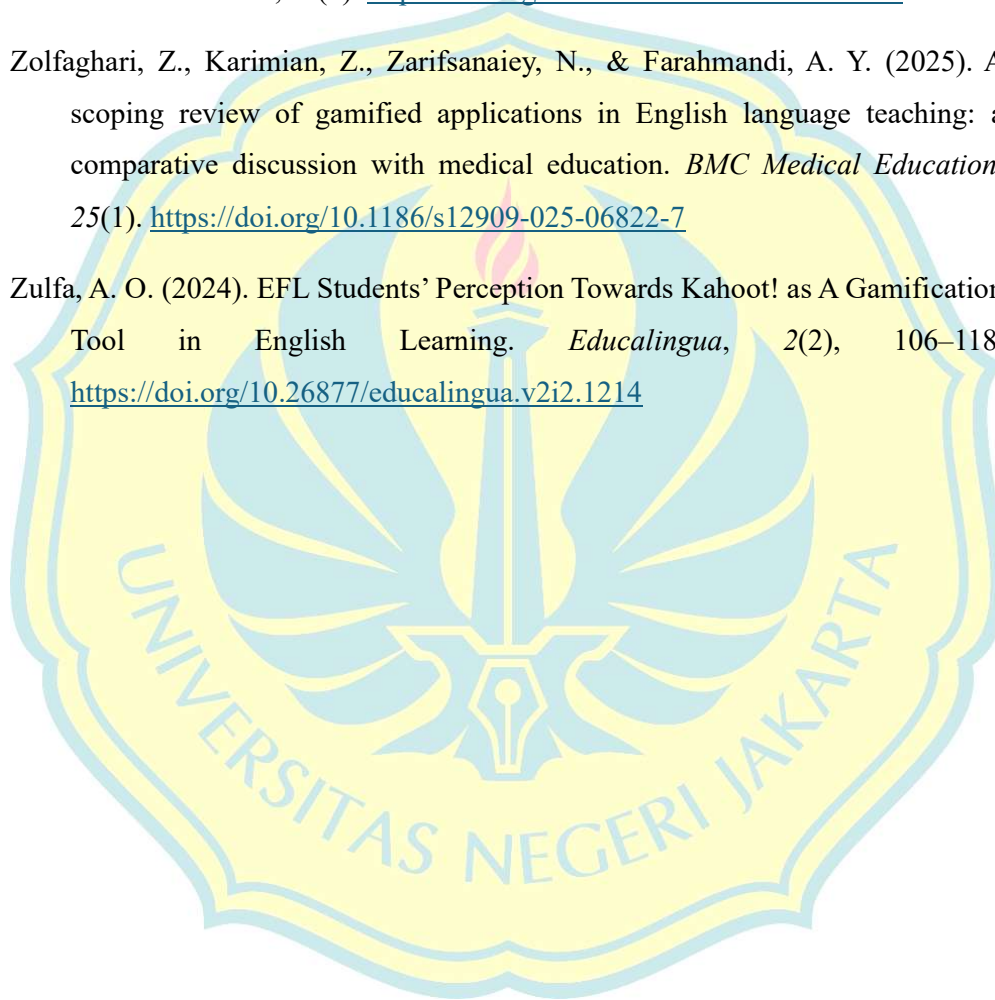 Zolfaghari, Z., Karimian, Z., Zarifsanaiey, N., & Farahmandi, A. Y. (2025). A
scoping review of gamified applications in English language teaching: a
comparative discussion with medical education. BMC Medical Education
25(1). https://doi.org/10.1186/s12909-025-06822-7
Zulfa, A. O. (2024). EFL Students’ Perception Towards Kahoot! as A Gamification
Tool in English Learning. Educalingua, 2(2), 106–118
https://doi.org/10.26877/educalingua.v2i2.1214
UNIVERSITAS NEGERI JAKARTA